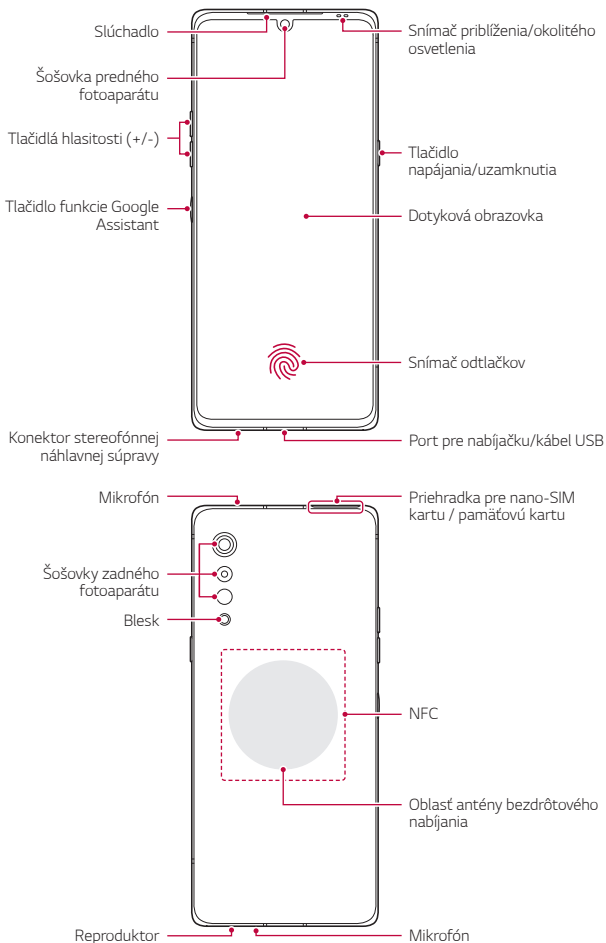 Slúchadlo
Snímač priblíženia/okolitého
osvetlenia
Šošovka predného
fotoaparátu
Tlačidlá hlasitosti (+/-)
Tlačidlo
napájania/uzamknutia
Tlačidlo funkcie Google
Assistant
Dotyková obrazovka
Snímač odtlačkov
Konektor stereofónnej
náhlavnej súpravy
Port pre nabíjačku/kábel USB
Mikrofón
Priehradka pre nano-SIM
kartu / pamäťovú kartu
Šošovky zadného
fotoaparátu
Blesk
NFC
Oblasť antény bezdrôtového
nabíjania
Reproduktor
Mikrofón